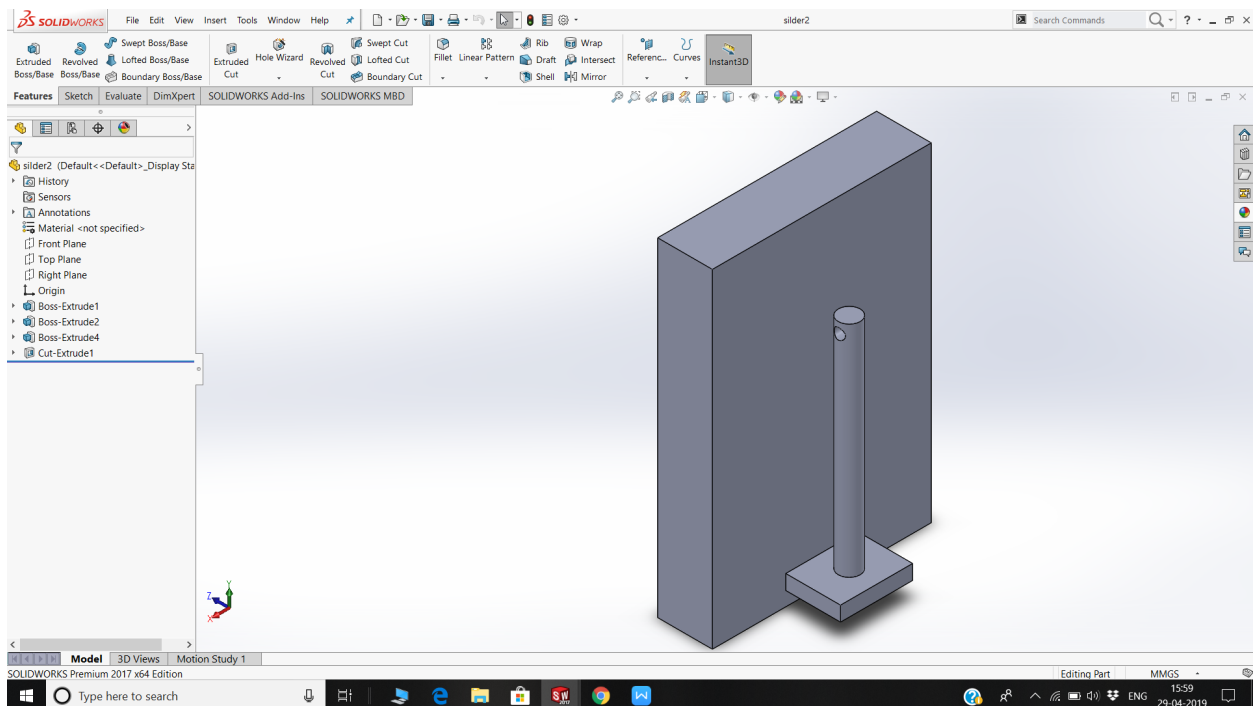 SOLIDWORKS File Edit View Insert Tools Window Help silder2 Search Commands
Extruded Boss/Base
Revolved Boss/Base
Swept Boss/Base
Lofted Boss/Base
Boundary Boss/Base
Extruded Cut
Hole Wizard
Revolved Cut
Swept Cut
Lofted Cut
Boundary Cut
Fillet
Linear Pattern
Rib
Draft
Shell
Wrap
Intersect
Mirror
Referenc...
Curves
Instant3D
Features Sketch Evaluate DimXpert SOLIDWORKS Add-Ins SOLIDWORKS MBD
silder2 (Default<<Default>_Display Sta
History
Sensors
Annotations
Material <not specified>
Front Plane
Top Plane
Right Plane
Origin
Boss-Extrude1
Boss-Extrude2
Boss-Extrude4
Cut-Extrude1
Y
Z
X
Model 3D Views Motion Study 1
SOLIDWORKS Premium 2017 x64 Edition Editing Part MMGS
Type here to search
SW
2017
W
ENG
15:59
29-04-2019